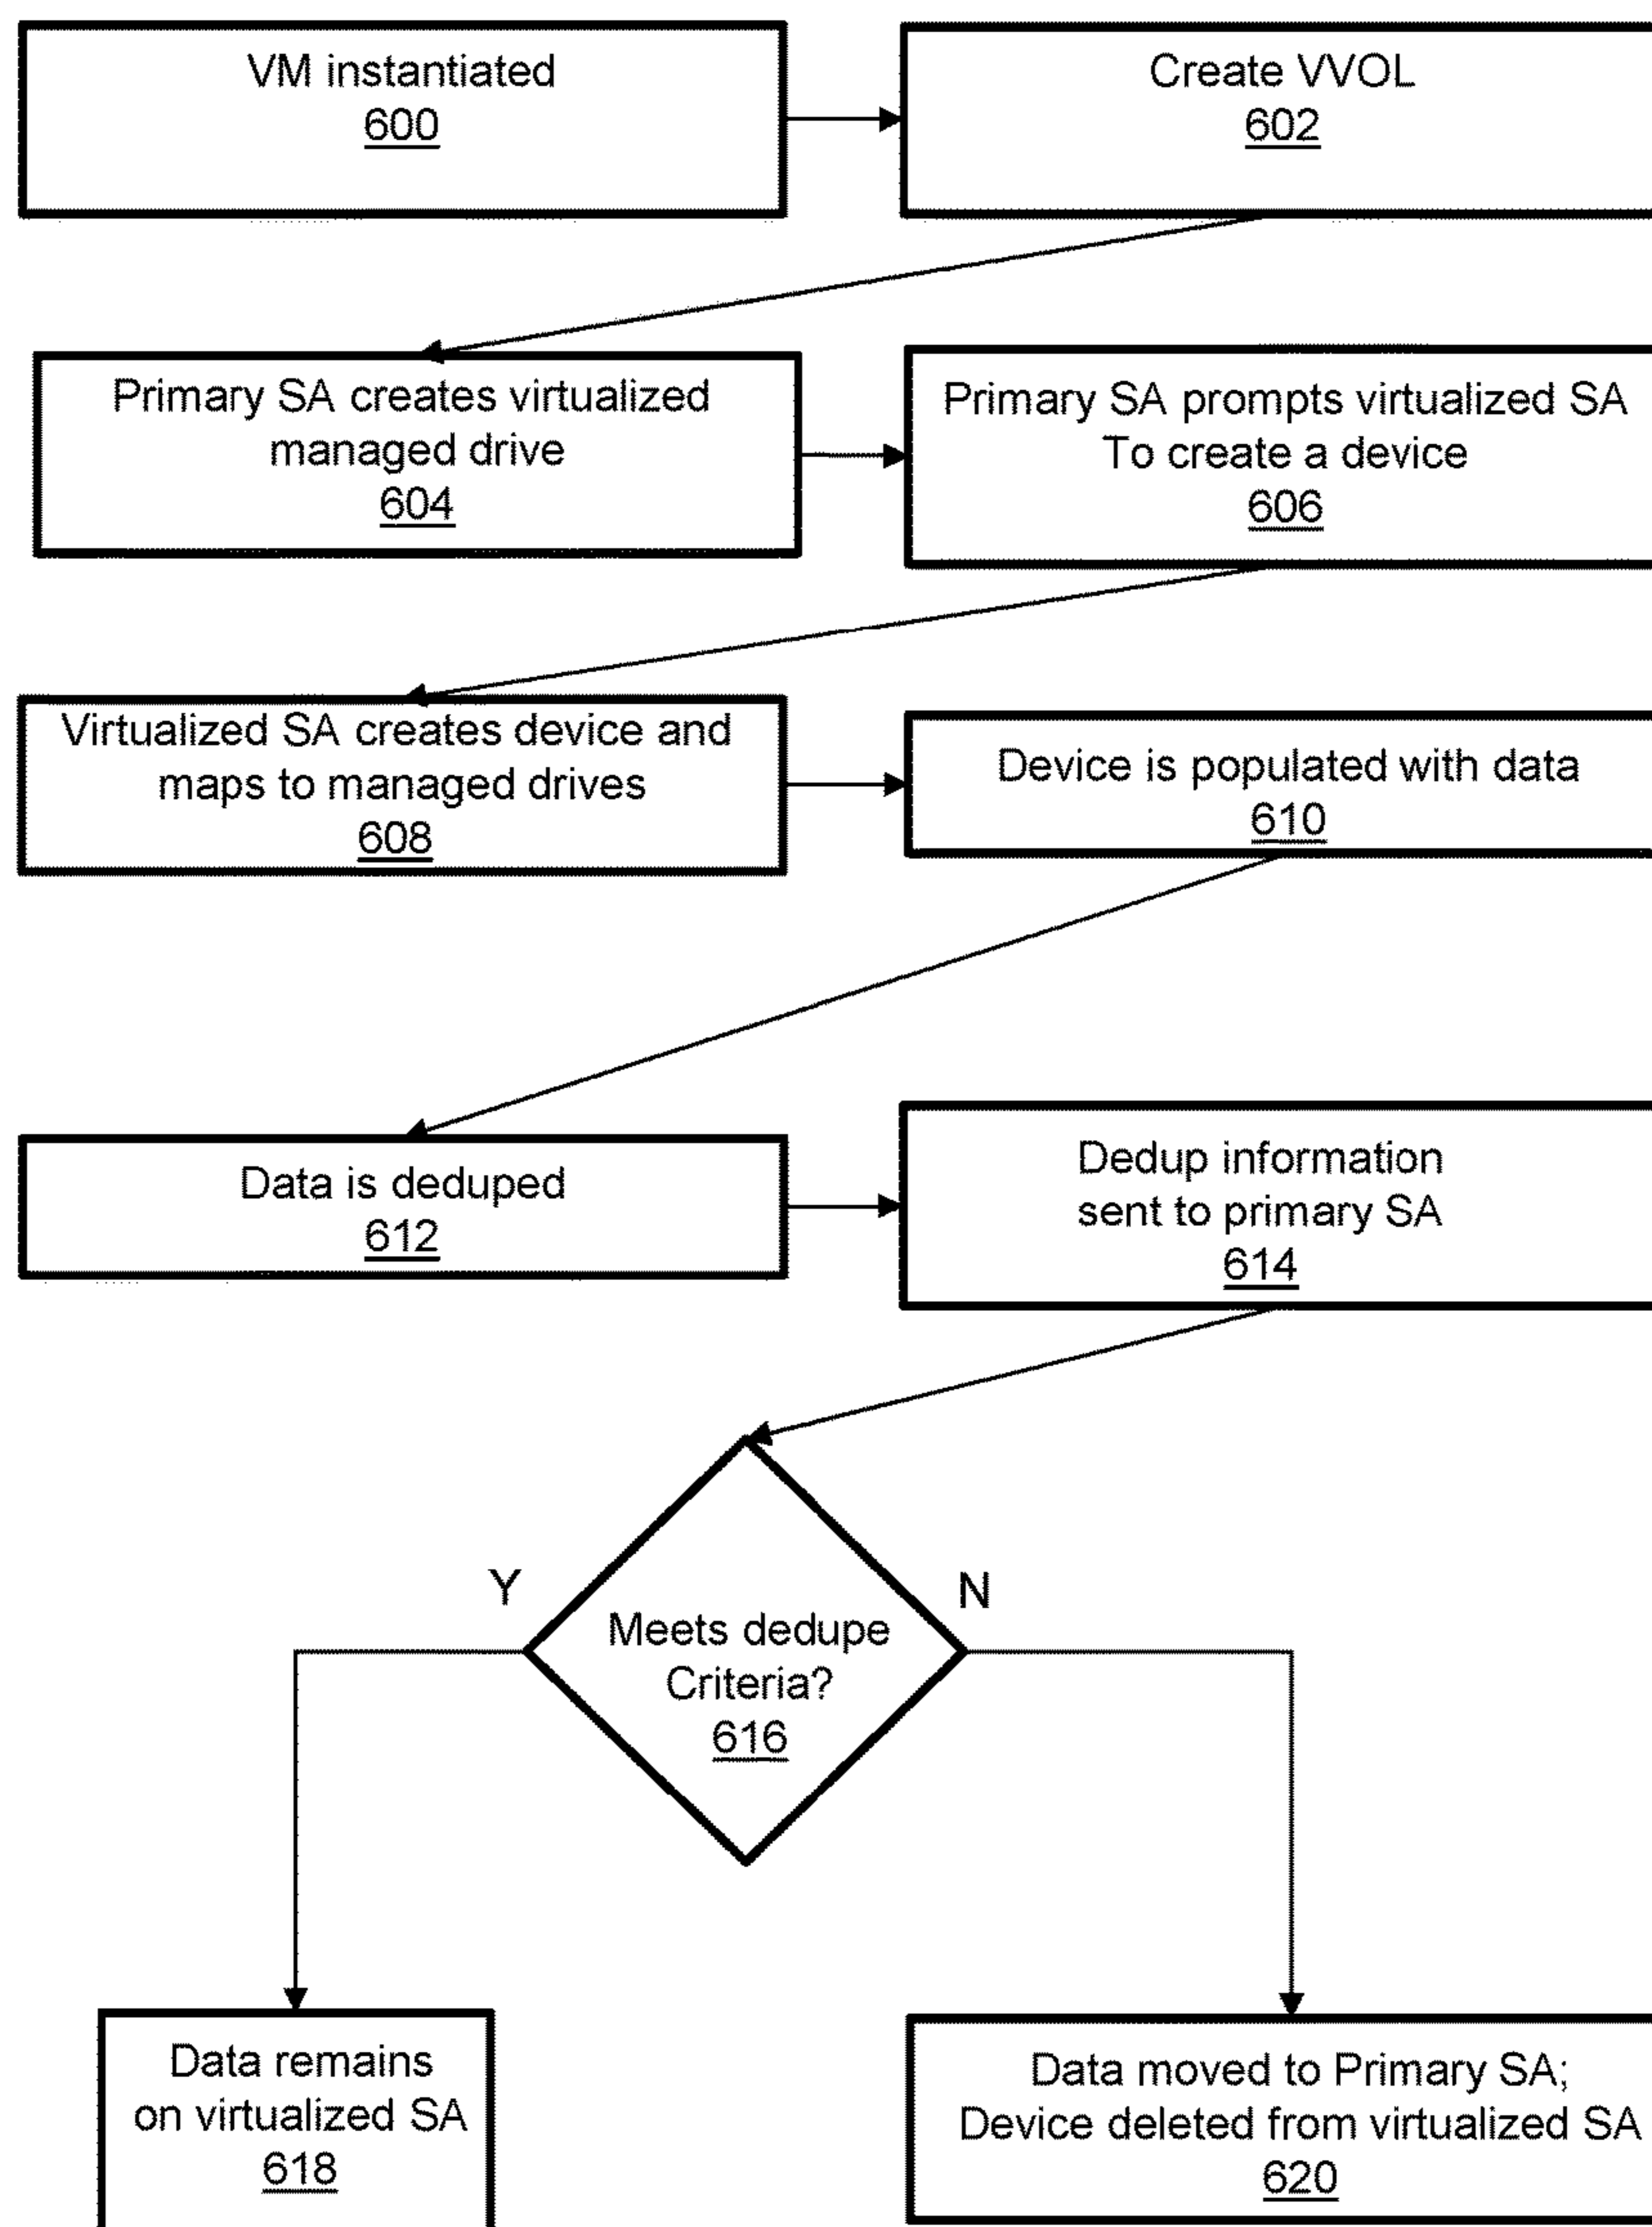 VM instantiated
600
Create VVOL
602
Primary SA creates virtualized
managed drive
604
Primary SA prompts virtualized SA
To create a device
606
Virtualized SA creates device and
maps to managed drives
608
Device is populated with data
610
Data is deduped
612
Dedup information
sent to primary SA
614
Y
N
Meets dedupe
Criteria?
616
Data remains
on virtualized SA
618
Data moved to Primary SA;
Device deleted from virtualized SA
620